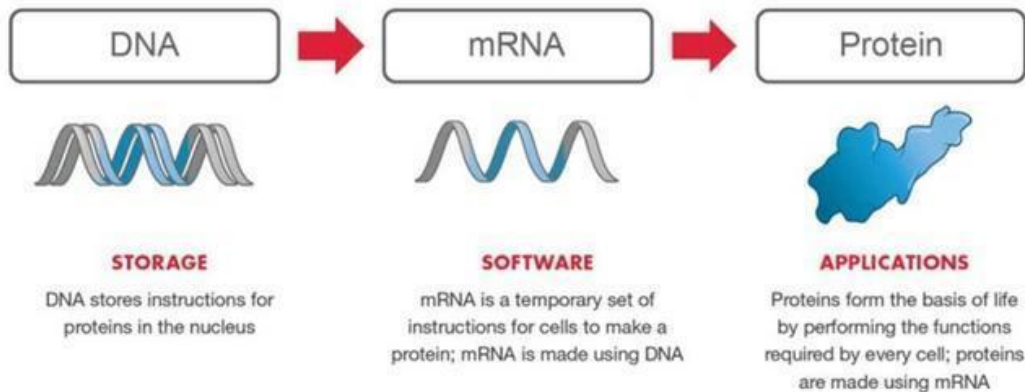 DNA
mRNA
Protein
STORAGE
DNA stores instructions for
proteins in the nucleus
SOFTWARE
mRNA is a temporary set of
instructions for cells to make a
protein; mRNA is made using DNA
APPLICATIONS
Proteins form the basis of life
by performing the functions
required by every cell; proteins
are made using mRNA